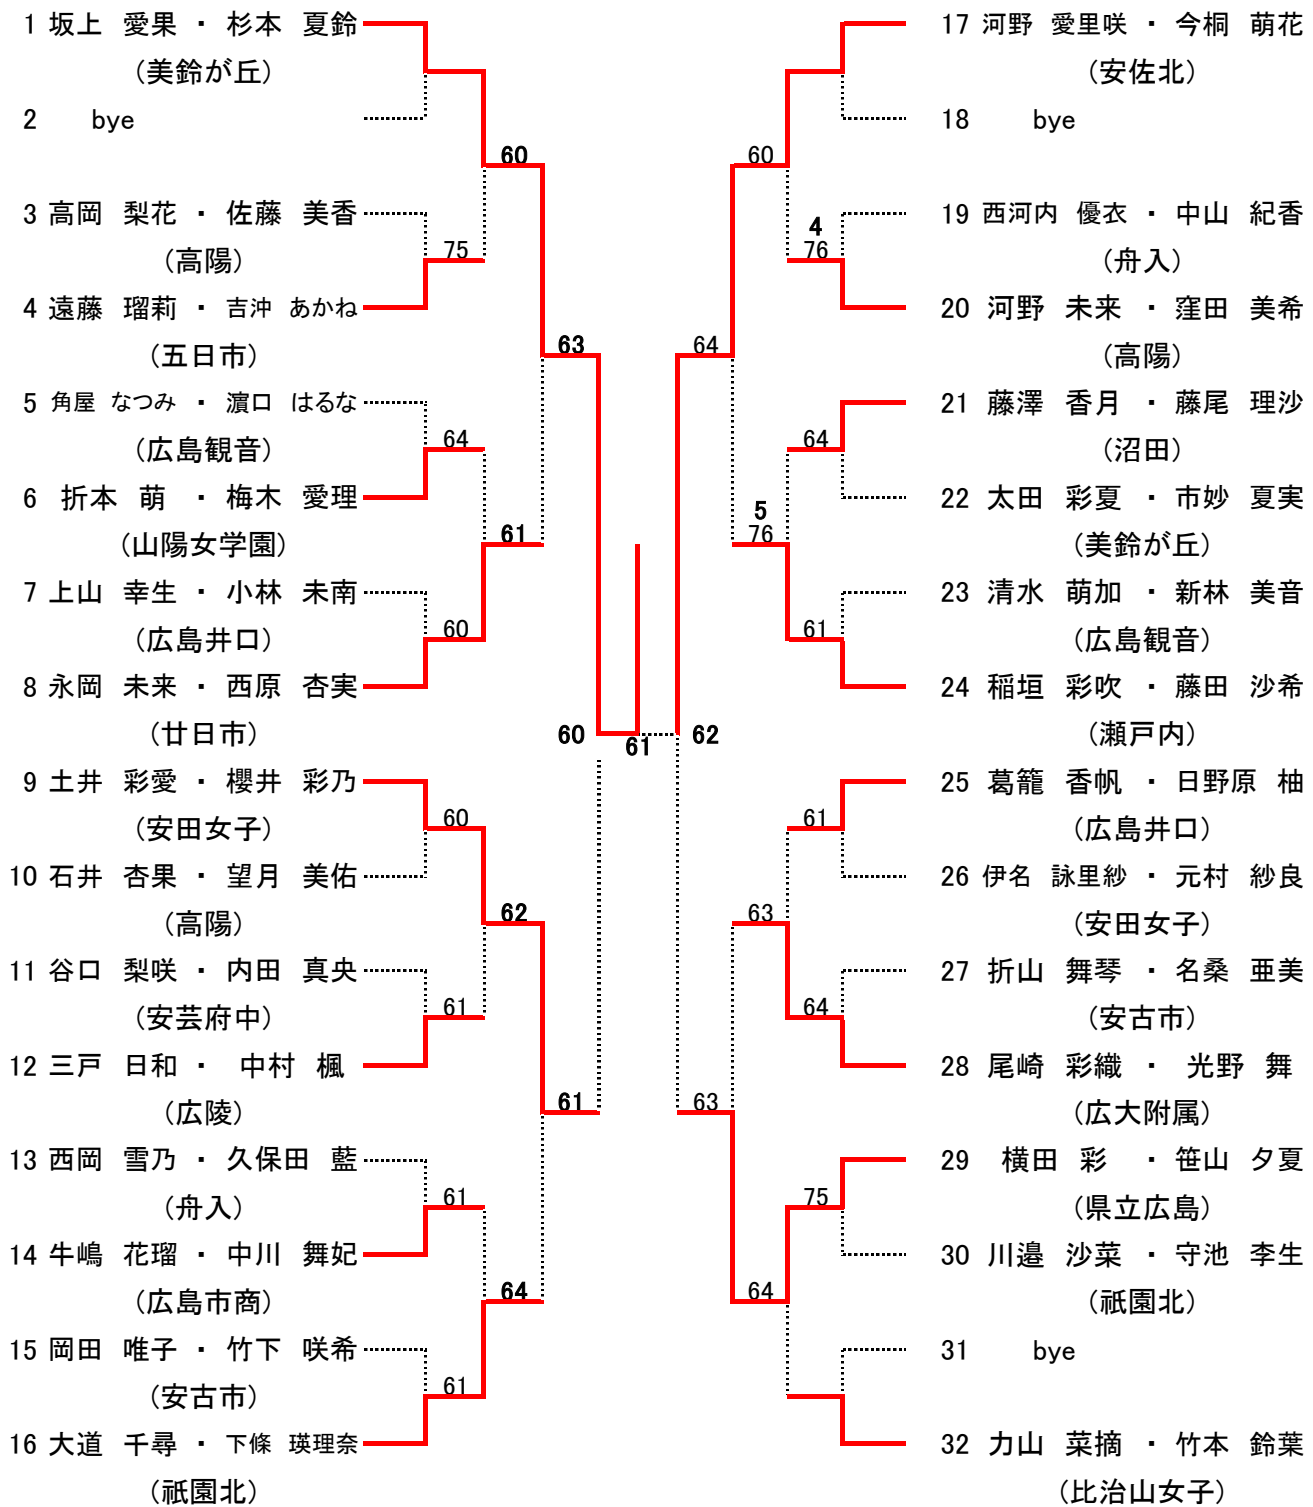 1 坂上 愛果 ・ 杉本 夏鈴
(美鈴が丘)
2 bye
60
3 高岡 梨花 ・ 佐藤 美香
(高陽)
75
4 遠藤 瑠莉 ・ 吉沖 あかね
(五日市)
63
5 角屋 なつみ ・ 濵口 はるな
(広島観音)
64
6 折本 萌 ・ 梅木 愛理
(山陽女学園)
61
7 上山 幸生 ・ 小林 未南
(広島井口)
60
8 永岡 未来 ・ 西原 杏実
(廿日市)
60
61
62
9 土井 彩愛 ・ 櫻井 彩乃
(安田女子)
60
10 石井 杏果 ・ 望月 美佑
(高陽)
62
11 谷口 梨咲 ・ 内田 真央
(安芸府中)
61
12 三戸 日和 ・ 中村 楓
(広陵)
61
13 西岡 雪乃 ・ 久保田 藍
(舟入)
61
14 牛嶋 花瑠 ・ 中川 舞妃
(広島市商)
64
15 岡田 唯子 ・ 竹下 咲希
(安古市)
61
16 大道 千尋 ・ 下條 瑛理奈
(祇園北)
17 河野 愛里咲 ・ 今桐 萌花
(安佐北)
18 bye
60
19 西河内 優衣 ・ 中山 紀香
(舟入)
4
76
20 河野 未来 ・ 窪田 美希
(高陽)
64
21 藤澤 香月 ・ 藤尾 理沙
(沼田)
64
22 太田 彩夏 ・ 市妙 夏実
(美鈴が丘)
5
76
23 清水 萌加 ・ 新林 美音
(広島観音)
61
24 稲垣 彩吹 ・ 藤田 沙希
(瀬戸内)
25 葛籠 香帆 ・ 日野原 柚
(広島井口)
61
26 伊名 詠里紗 ・ 元村 紗良
(安田女子)
63
27 折山 舞琴 ・ 名桑 亜美
(安古市)
64
28 尾崎 彩織 ・ 光野 舞
(広大附属)
63
29 横田 彩 ・ 笹山 夕夏
(県立広島)
75
30 川邉 沙菜 ・ 守池 李生
(祇園北)
64
31 bye
32 力山 菜摘 ・ 竹本 鈴葉
(比治山女子)